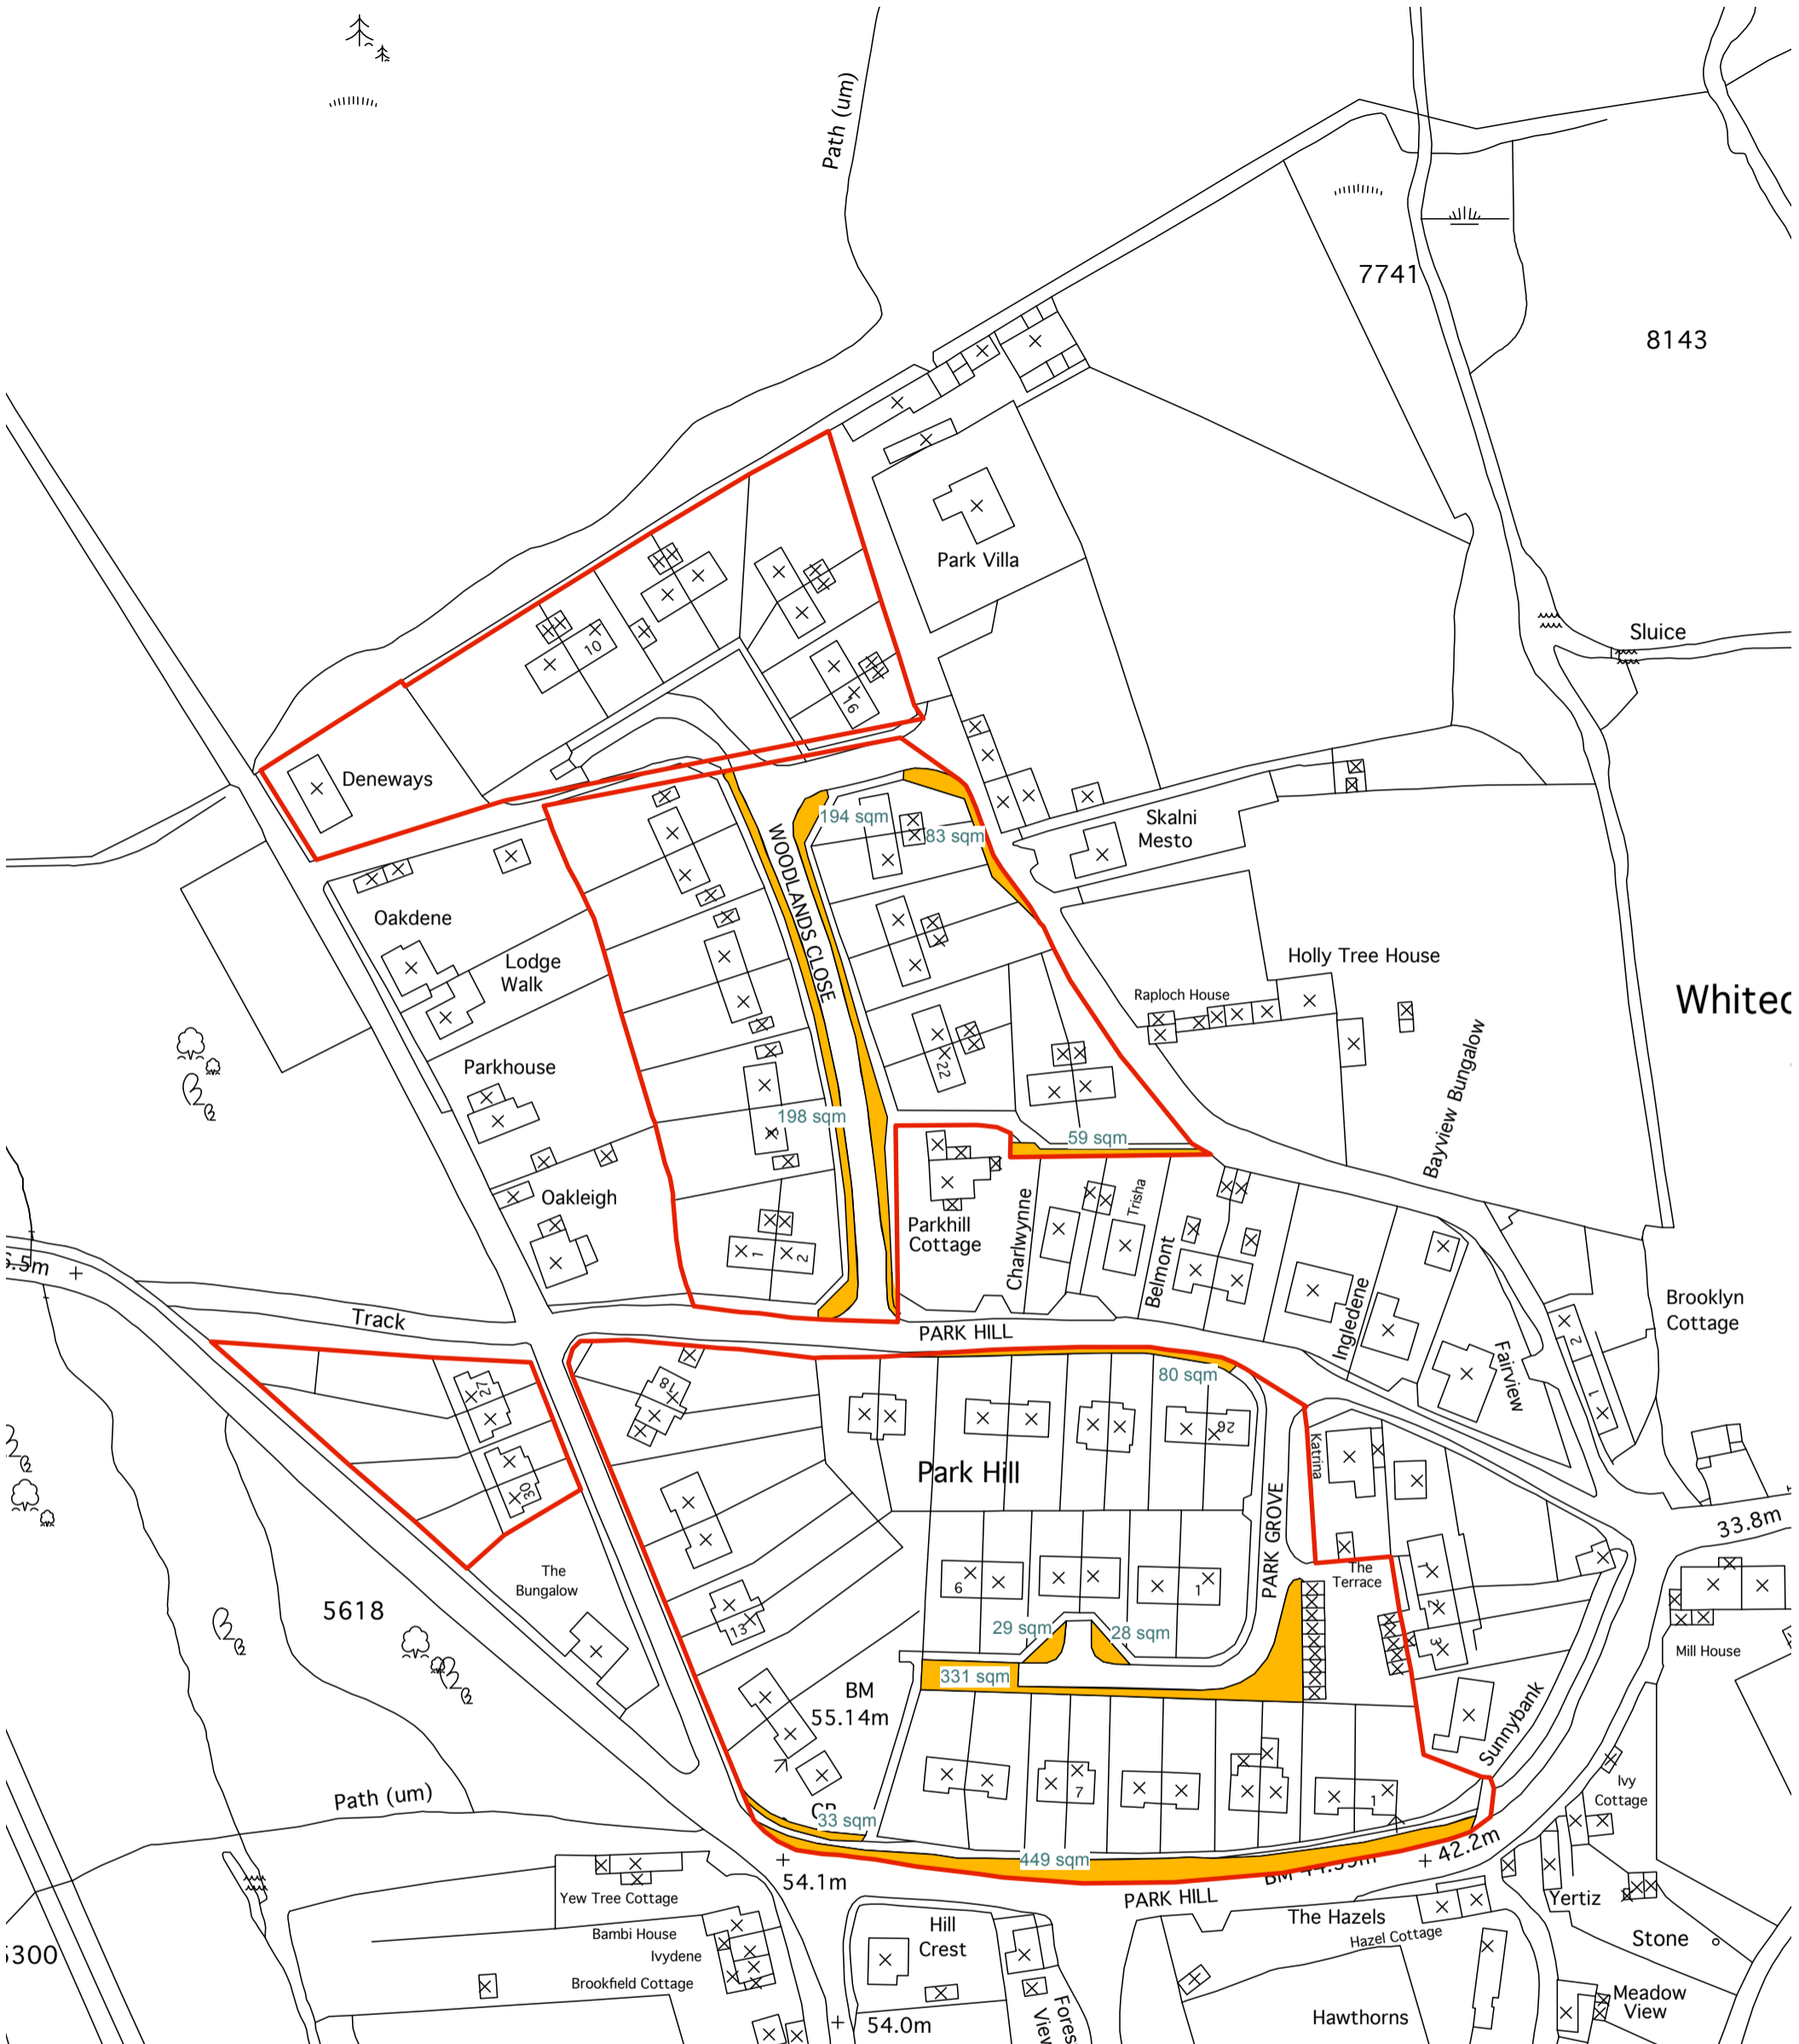 Path (um)
7741
8143
Park Villa
10
Sluice
16
Deneways
194 sqm
Skalni
Mesto
83 sqm
WOODLANDS CLOSE
Oakdene
Lodge
Walk
Holly Tree House
Raploch House
Parkhouse
22
Bayview Bungalow
198 sqm
59 sqm
Oakleigh
Parkhill
Cottage
Charlwynne
Trisha
Belmont
1
2
Ingledene
Brooklyn
Cottage
Track
PARK HILL
2
1
Fairview
80 sqm
27
18
26
Katrina
Park Hill
30
PARK GROVE
33.8m
The
Bungalow
6
1
The
Terrace
1
2
3
5618
13
29 sqm
28 sqm
Mill House
331 sqm
BM
55.14m
Sunnybank
Path (um)
7
1
Ivy
Cottage
33 sqm
449 sqm
42.2m
54.1m
PARK HILL
Yew Tree Cottage
Yertiz
Bambi House
Hill
Crest
The Hazels
Hazel Cottage
Stone
Ivydene
Brookfield Cottage
Meadow
View
54.0m
Hawthorns